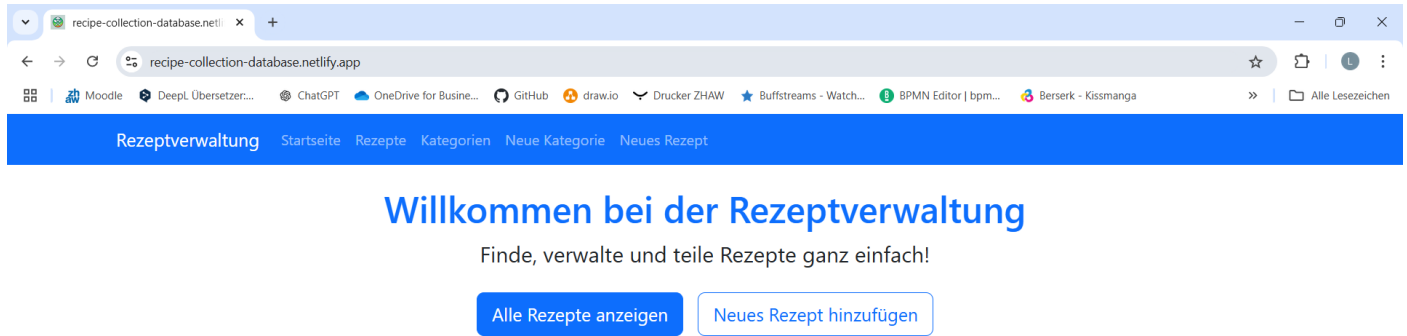 recipe-collection-database.netli
recipe-collection-database.netlify.app
L
zh aw Moodle DeepL Übersetzer:... ChatGPT OneDrive for Busine... GitHub draw.io Drucker ZHAW Buffstreams - Watch... BPMN Editor | bpm... Berserk - Kissmanga » Alle Lesezeichen
Rezeptverwaltung Startseite Rezepte Kategorien Neue Kategorie Neues Rezept
Willkommen bei der Rezeptverwaltung
Finde, verwalte und teile Rezepte ganz einfach!
Alle Rezepte anzeigen Neues Rezept hinzufügen